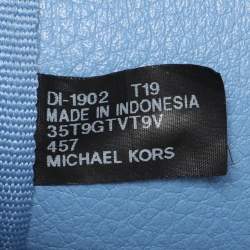 DI-1902 T19
MADE IN INDONESIA
35T9GTVT9V
457
MICHAEL KORS